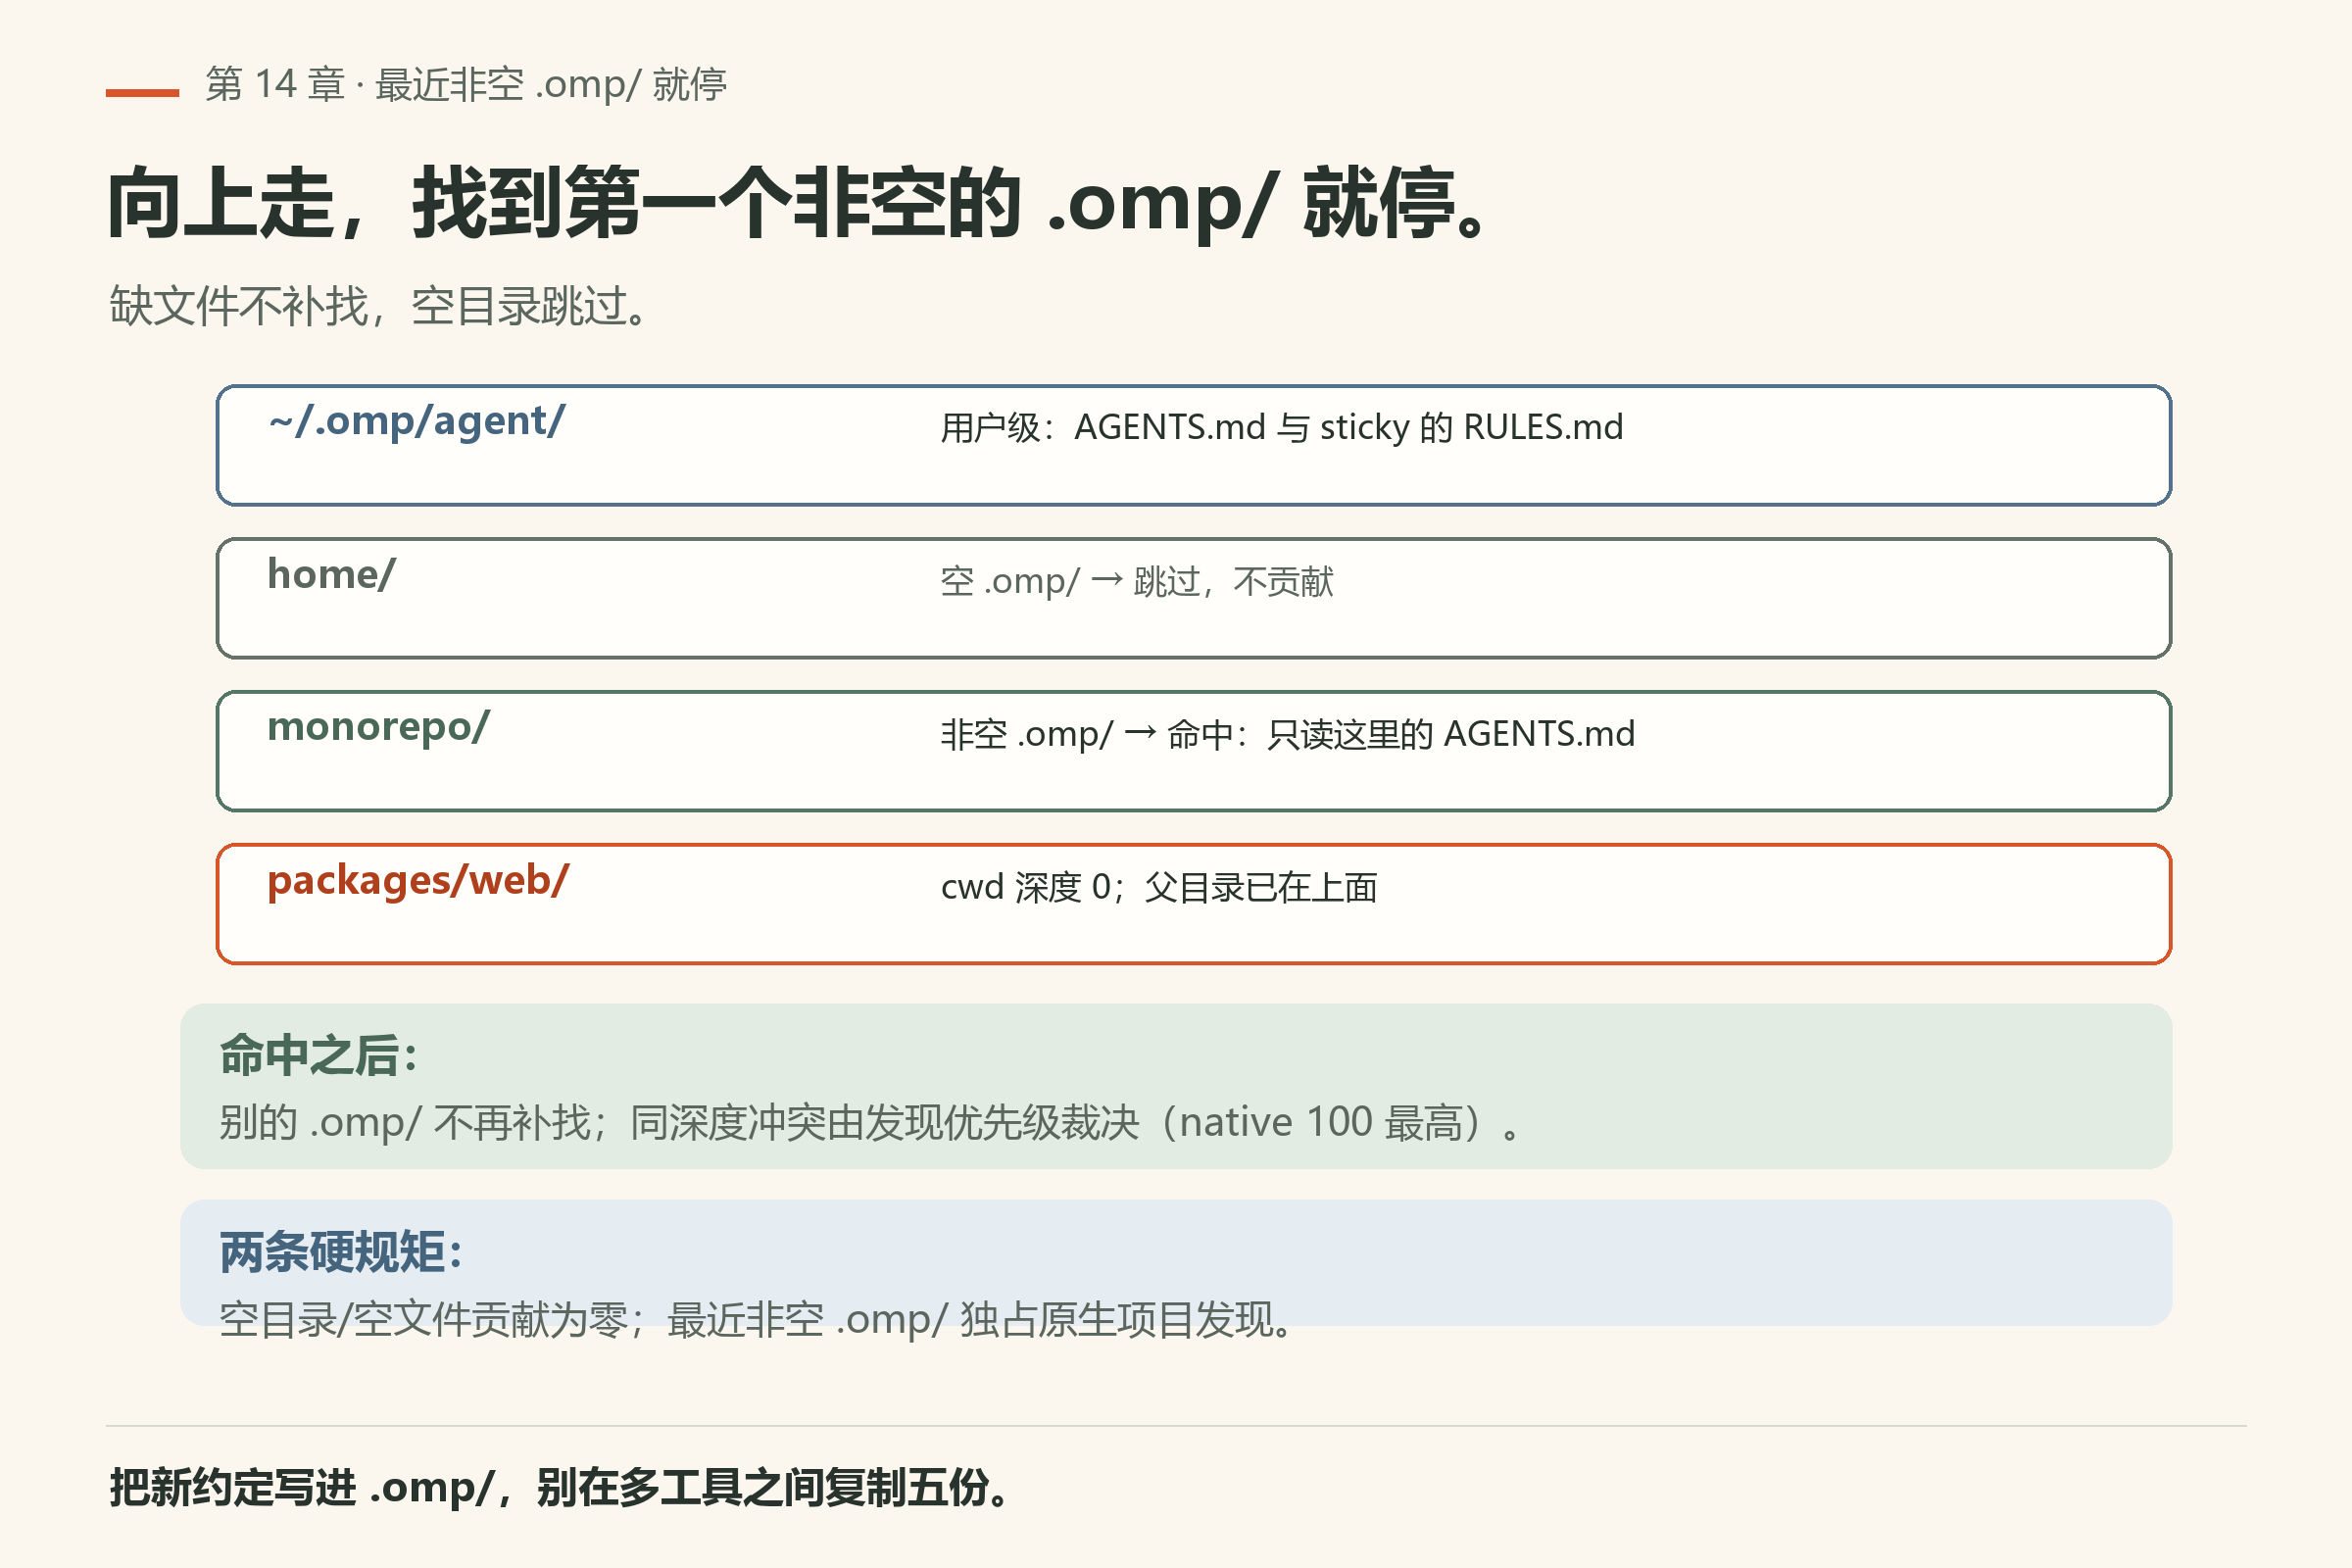 第 14 章 · 最近非空 .omp/ 就停
向上走，找到第一个非空的 .omp/ 就停。
缺文件不补找，空目录跳过。
~/.omp/agent/
用户级：AGENTS.md 与 sticky 的 RULES.md
home/
空 .omp/ → 跳过，不贡献
monorepo/
非空 .omp/ → 命中：只读这里的 AGENTS.md
packages/web/
cwd 深度 0；父目录已在上面
命中之后：
别的 .omp/ 不再补找；同深度冲突由发现优先级裁决（native 100 最高）。
两条硬规矩：
空目录/空文件贡献为零；最近非空 .omp/ 独占原生项目发现。
把新约定写进 .omp/，别在多工具之间复制五份。